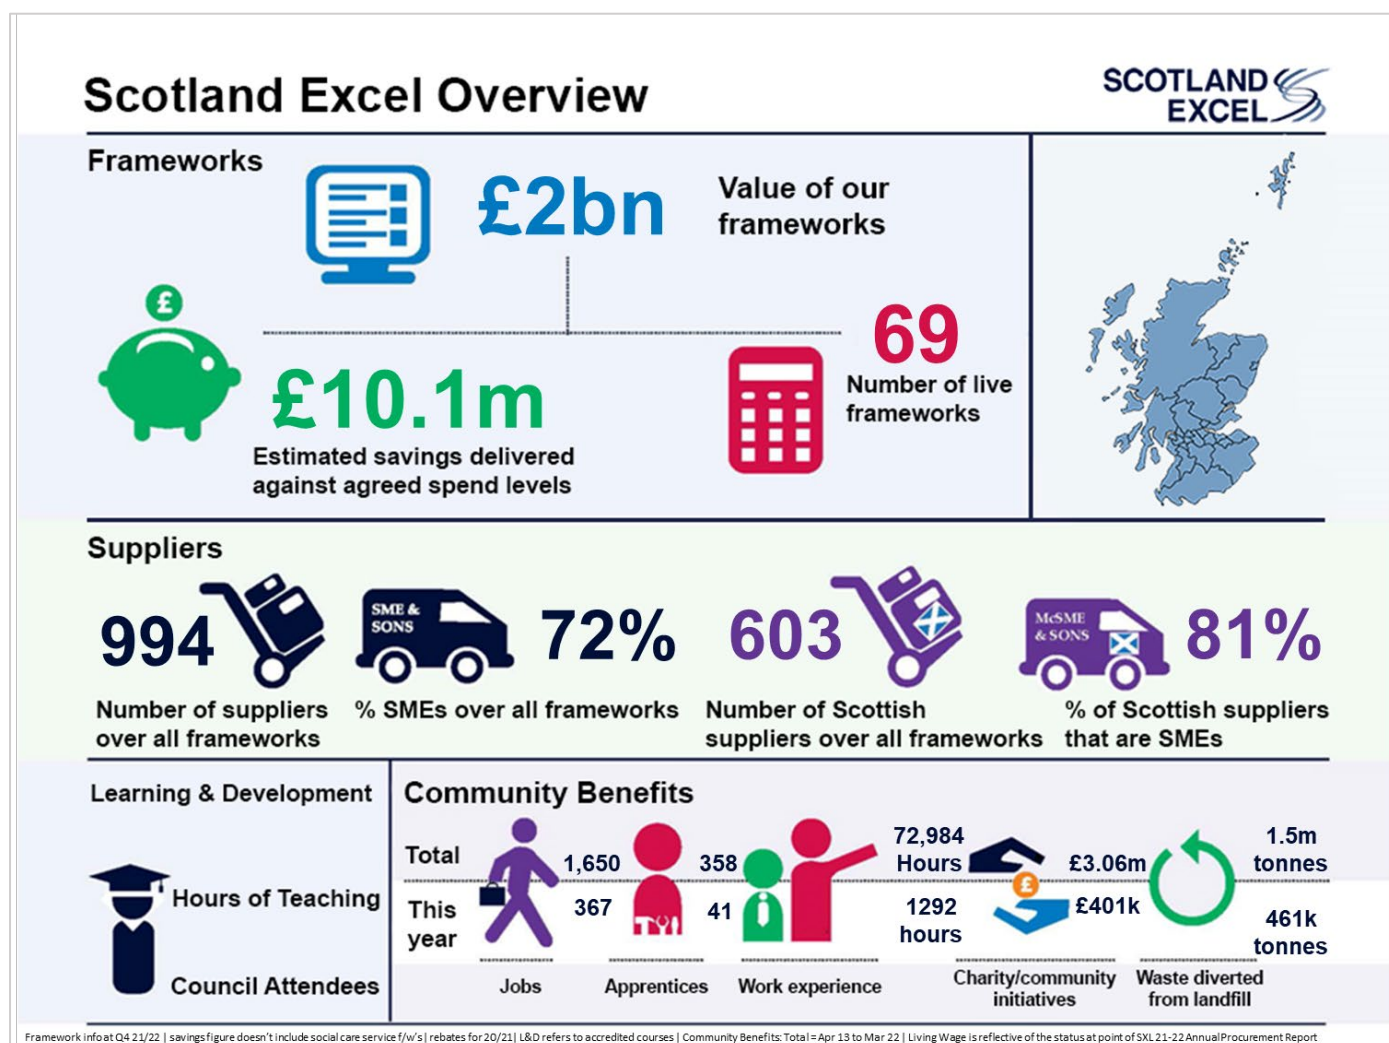 Scotland Excel Overview
SCOTLAND
EXCEL
Frameworks
£2bn
Value of our
frameworks
£
£10.1m
Estimated savings delivered
against agreed spend levels
69
Number of live
frameworks
Suppliers
994
Number of suppliers
over all frameworks
SME &
SONS
72%
% SMEs over all frameworks
603
Number of Scottish
suppliers over all frameworks
McSME
& SONS
81%
% of Scottish suppliers
that are SMEs
Learning & Development
Hours of Teaching
Council Attendees
Community Benefits
Total
1,650
358
72,984
Hours
£3.06m
1.5m
tonnes
£
This
year
367
41
1292
hours
£401k
461k
tonnes
Jobs
Apprentices
Work experience
Charity/community
initiatives
Waste diverted
from landfill
Framework info at Q4 21/22 | savings figure doesn't include social care service f/w's | rebates for 20/21 | L&D refers to accredited courses | Community Benefits: Total = Apr 13 to Mar 22 | Living Wage is reflective of the status at point of SXL 21-22 Annual Procurement Report